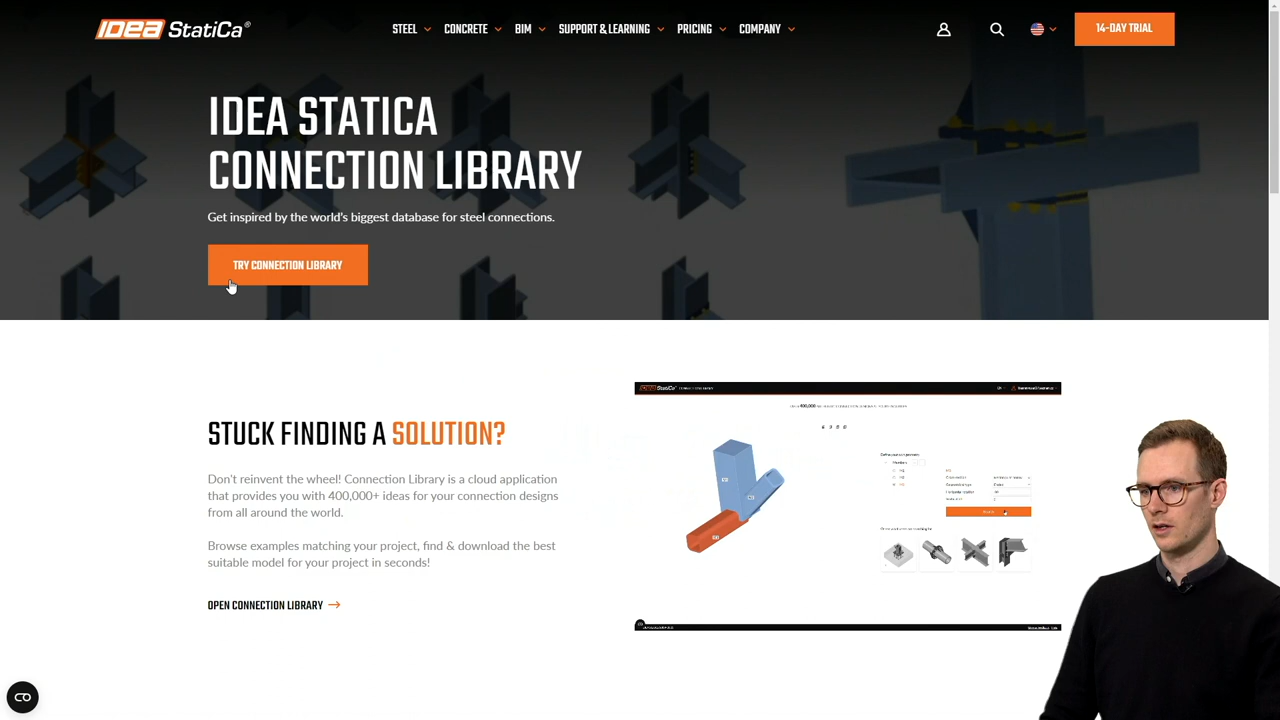 IDEA StatiCa®
STEEL CONCRETE BIM SUPPORT & LEARNING PRICING COMPANY
14-DAY TRIAL
IDEA STATICA
CONNECTION LIBRARY
Get inspired by the world's biggest database for steel connections.
TRY CONNECTION LIBRARY
STUCK FINDING A SOLUTION?
Don't reinvent the wheel! Connection Library is a cloud application
that provides you with 400,000+ ideas for your connection designs
from all around the world.
Browse examples matching your project, find & download the best
suitable model for your project in seconds!
OPEN CONNECTION LIBRARY
IDEA StatiCa
400,000